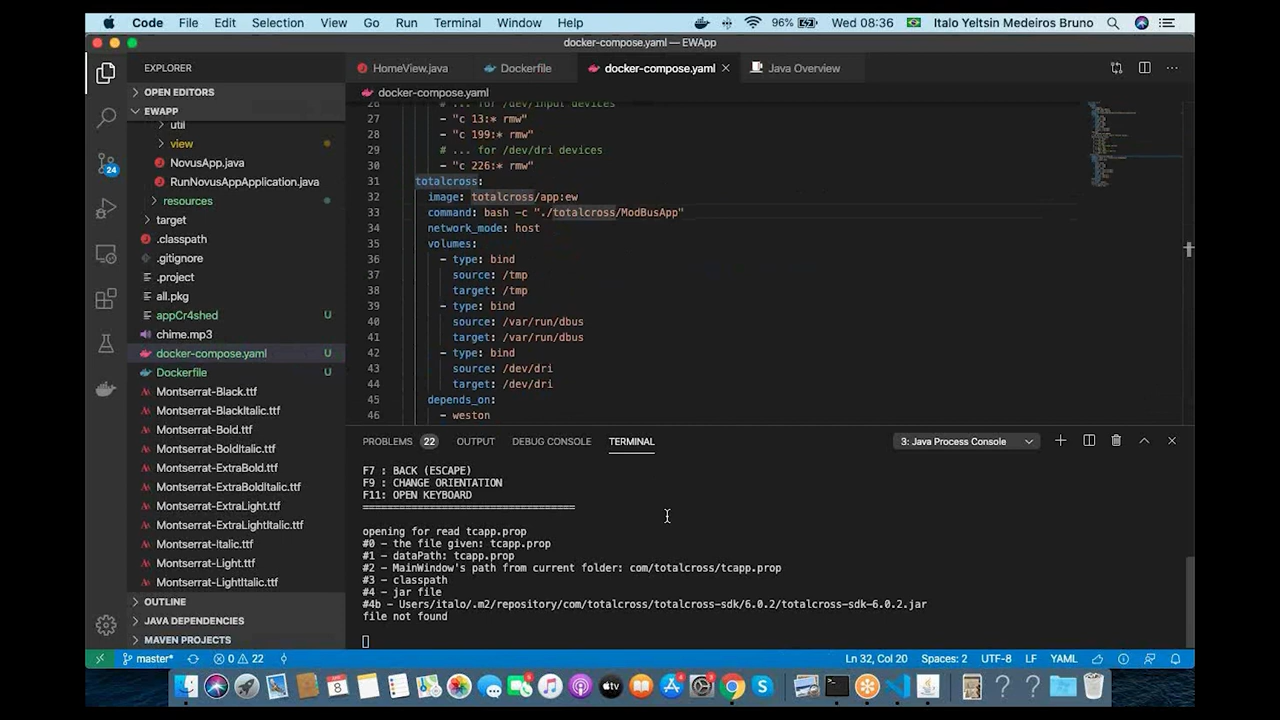 Code File Edit Selection View Go Run Terminal Window Help 96% Wed 08:36 Italo Yeltsin Medeiros Bruno
docker-compose.yaml — EWApp
EXPLORER
HomeView.java
Dockerfile
docker-compose.yaml
Java Overview
OPEN EDITORS
EWAPP
util
view
NovusApp.java
RunNovusAppApplication.java
resources
target
.classpath
.gitignore
.project
all.pkg
appCr4shed U
chime.mp3
docker-compose.yaml U
Dockerfile U
Montserrat-Black.ttf
Montserrat-BlackItalic.ttf
Montserrat-Bold.ttf
Montserrat-BoldItalic.ttf
Montserrat-ExtraBold.ttf
Montserrat-ExtraBoldItalic.ttf
Montserrat-ExtraLight.ttf
Montserrat-ExtraLightItalic.ttf
Montserrat-Italic.ttf
Montserrat-Light.ttf
Montserrat-LightItalic.ttf
OUTLINE
JAVA DEPENDENCIES
MAVEN PROJECTS
24
docker-compose.yaml
26 # ... for /dev/input devices
27 - "c 13:* rmw"
28 - "c 199:* rmw"
29 # ... for /dev/dri devices
30 - "c 226:* rmw"
31 totalcross:
32 image: totalcross/app:ew
33 command: bash -c "./totalcross/ModBusApp"
34 network_mode: host
35 volumes:
36 - type: bind
37 source: /tmp
38 target: /tmp
39 - type: bind
40 source: /var/run/dbus
41 target: /var/run/dbus
42 - type: bind
43 source: /dev/dri
44 target: /dev/dri
45 depends_on:
46 - weston
PROBLEMS 22 OUTPUT DEBUG CONSOLE TERMINAL 3: Java Process Console
F7 : BACK (ESCAPE)
F9 : CHANGE ORIENTATION
F11: OPEN KEYBOARD
===================================
opening for read tcapp.prop
#0 - the file given: tcapp.prop
#1 - dataPath: tcapp.prop
#2 - MainWindow's path from current folder: com/totalcross/tcapp.prop
#3 - classpath
#4 - jar file
#4b - Users/italo/.m2/repository/com/totalcross/totalcross-sdk/6.0.2/totalcross-sdk-6.0.2.jar
file not found
master* 0 22 Ln 32, Col 20 Spaces: 2 UTF-8 LF YAML